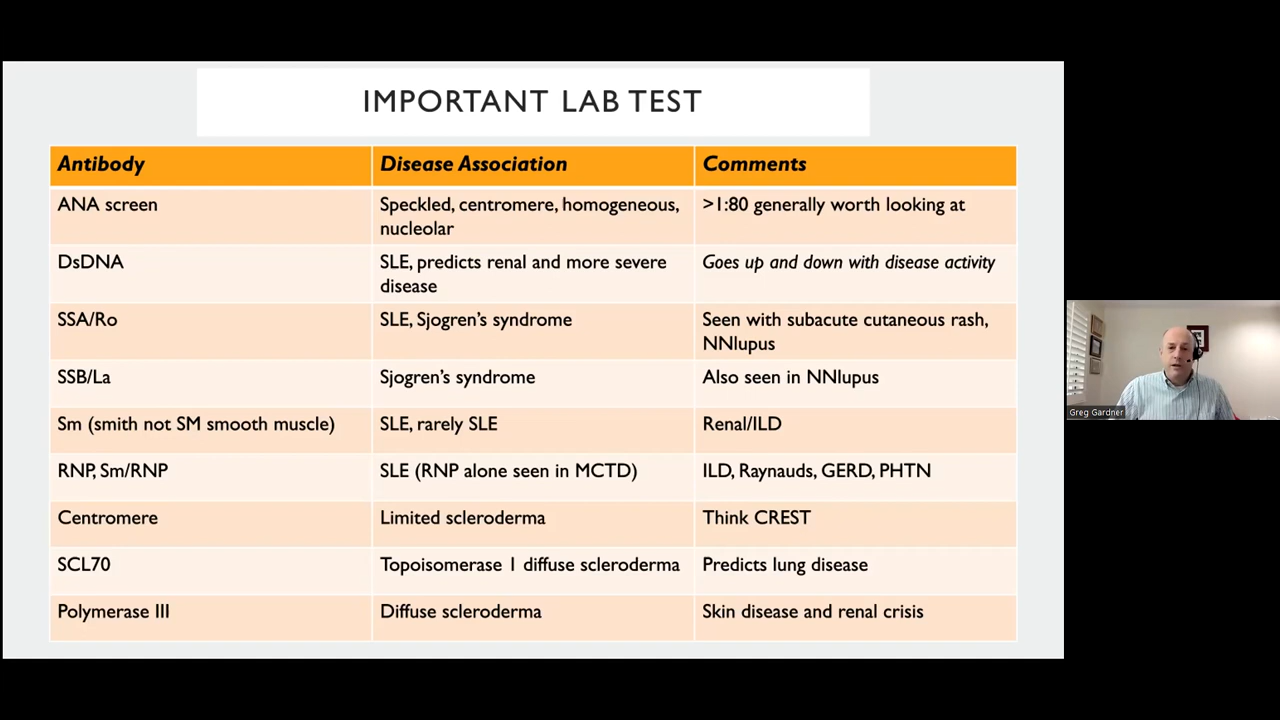 IMPORTANT LAB TEST
Antibody Disease Association Comments
ANA screen Speckled, centromere, homogeneous, >1:80 generally worth looking at
nucleolar
DsDNA SLE, predicts renal and more severe Goes up and down with disease activity
disease
SSA/Ro SLE, Sjogren's syndrome Seen with subacute cutaneous rash,
NNlupus
SSB/La Sjogren's syndrome Also seen in NNlupus
Sm (smith not SM smooth muscle) SLE, rarely SLE Renal/ILD
RNP, Sm/RNP SLE (RNP alone seen in MCTD) ILD, Raynauds, GERD, PHTN
Centromere Limited scleroderma Think CREST
SCL70 Topoisomerase 1 diffuse scleroderma Predicts lung disease
Polymerase III Diffuse scleroderma Skin disease and renal crisis
Greg Gardner